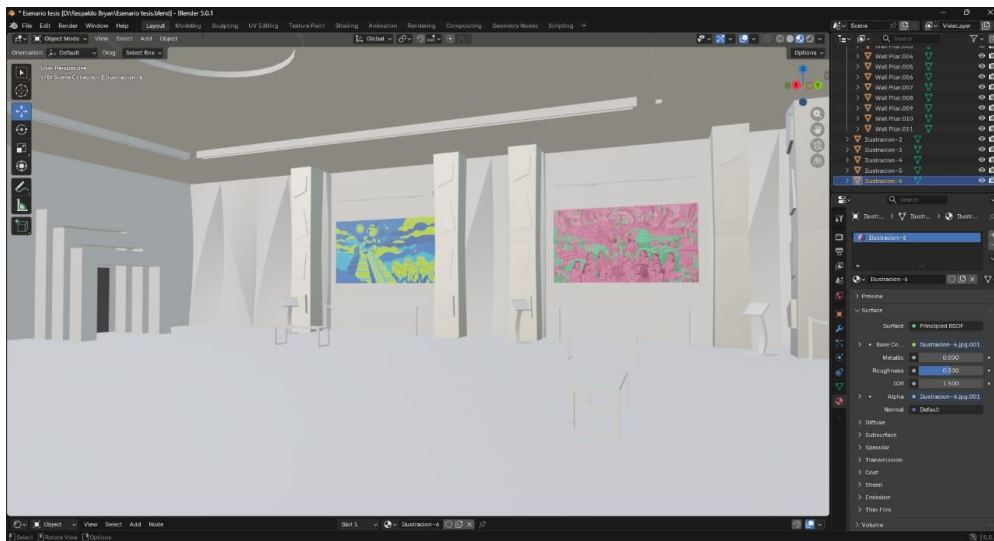 * Esenario tesis [D:\Respaldo Bryan\Esenario tesis.blend] - Blender 5.0.1
File Edit Render Window Help Layout Modeling Sculpting UV Editing Texture Paint Shading Animation Rendering Compositing Geometry Nodes Scripting + Scene ViewLayer
Object Mode View Select Add Object Global Search
Orientation: Default Drag: Select Box Options
User Perspective
Scene Collection | Ilustracion-6
Wall Pilar.003
Wall Pilar.004
Wall Pilar.005
Wall Pilar.006
Wall Pilar.007
Wall Pilar.008
Wall Pilar.009
Wall Pilar.010
Wall Pilar.011
Ilustracion-2
Ilustracion-3
Ilustracion-4
Ilustracion-5
Ilustracion-6
Search
Ilustr... Ilustr...
Ilustracion-6
Ilustracion-6
Preview
Surface
Surface Principled BSDF
Base Co... Ilustracion-6.jpg.001
Metallic 0.000
Roughness 0.500
IOR 1.500
Alpha Ilustracion-6.jpg.001
Normal Default
Diffuse
Subsurface
Specular
Transmission
Coat
Sheen
Emission
Thin Film
Volume
Object View Select Add Node Slot 1 Ilustracion-6
Select Rotate View Options